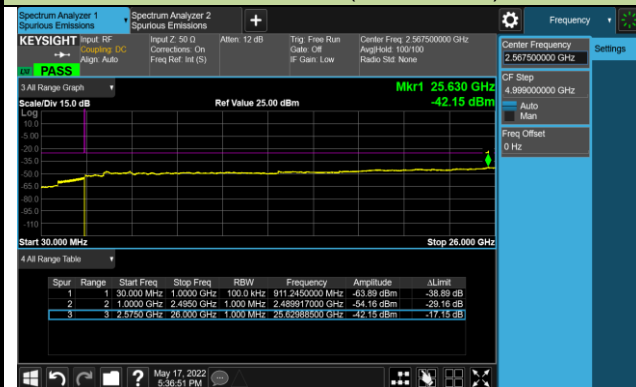 Spectrum Analyzer 1
Spurious Emissions
Spectrum Analyzer 2
Spurious Emissions
+
Frequency
KEYSIGHT
Input: RF
Coupling: DC
Align: Auto
Input Z: 50 Ω
Corrections: On
Freq Ref: Int (S)
Atten: 12 dB
Trig: Free Run
Gate: Off
IF Gain: Low
Center Freq: 2.567500000 GHz
Avg|Hold: 100/100
Radio Std: None
PASS
Center Frequency
2.567500000 GHz
Settings
CF Step
4.999000000 GHz
Auto
Man
Freq Offset
0 Hz
3 All Range Graph
Mkr1 25.630 GHz
-42.15 dBm
Scale/Div 15.0 dB
Ref Value 25.00 dBm
Log
10.0
-5.00
-20.0
-35.0
-50.0
-65.0
-80.0
-95.0
-110
1
Start 30.000 MHz
Stop 26.000 GHz
4 All Range Table
Spur Range Start Freq Stop Freq RBW Frequency Amplitude ΔLimit
1 1 30.000 MHz 1.0000 GHz 100.0 kHz 911.2450000 MHz -63.89 dBm -38.89 dB
2 2 1.0000 GHz 2.4950 GHz 1.000 MHz 2.489917000 GHz -54.16 dBm -29.16 dB
3 3 2.5750 GHz 26.000 GHz 1.000 MHz 25.62988500 GHz -42.15 dBm -17.15 dB
?
May 17, 2022
5:36:51 PM